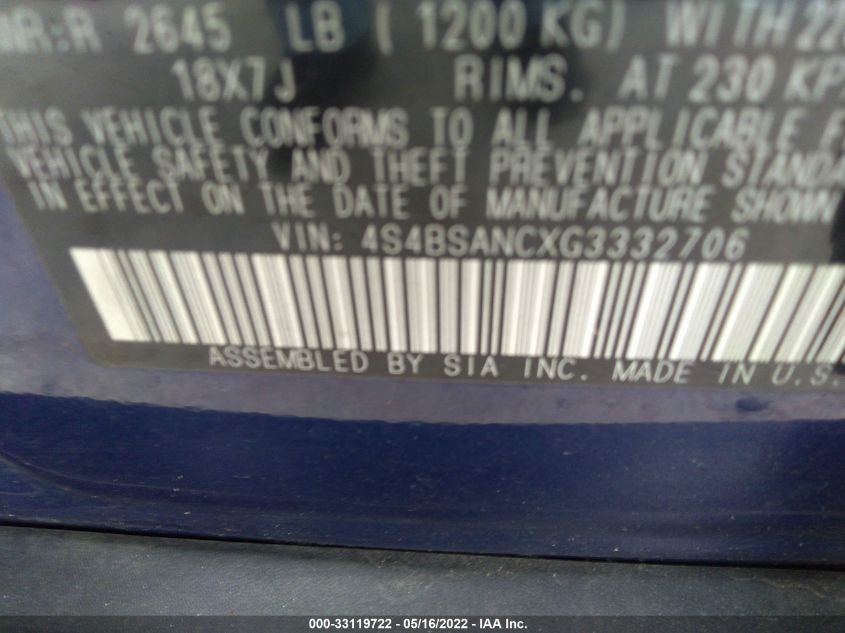 2645 LB ( 1200 KG) WITH
18X7J RIMS. AT 230
THIS VEHICLE CONFORMS TO ALL APPLICABLE
VEHICLE SAFETY AND THEFT PREVENTION
IN EFFECT ON THE DATE OF MANUFACTURE SHOWN
VIN: 4S4BSANCXG3332706
ASSEMBLED BY SIA INC. MADE IN U.S.
000-33119722 - 05/16/2022 - IAA Inc.